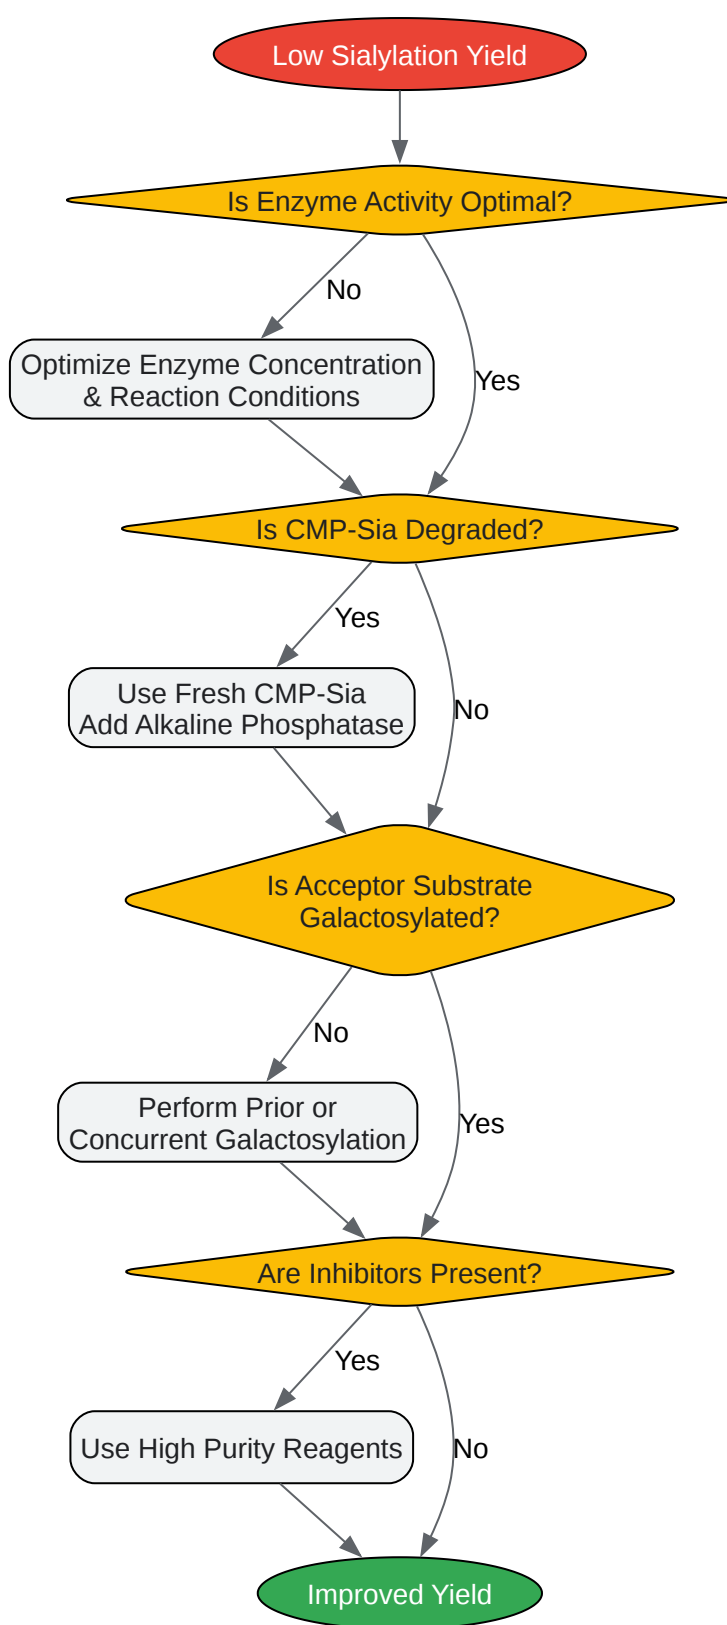 Low Sialylation Yield
Is Enzyme Activity Optimal?
No
Optimize Enzyme Concentration
& Reaction Conditions
Yes
Is CMP-Sia Degraded?
Yes
Use Fresh CMP-Sia
Add Alkaline Phosphatase
No
Is Acceptor Substrate
Galactosylated?
No
Perform Prior or
Concurrent Galactosylation
Yes
Are Inhibitors Present?
Yes
Use High Purity Reagents
No
Improved Yield